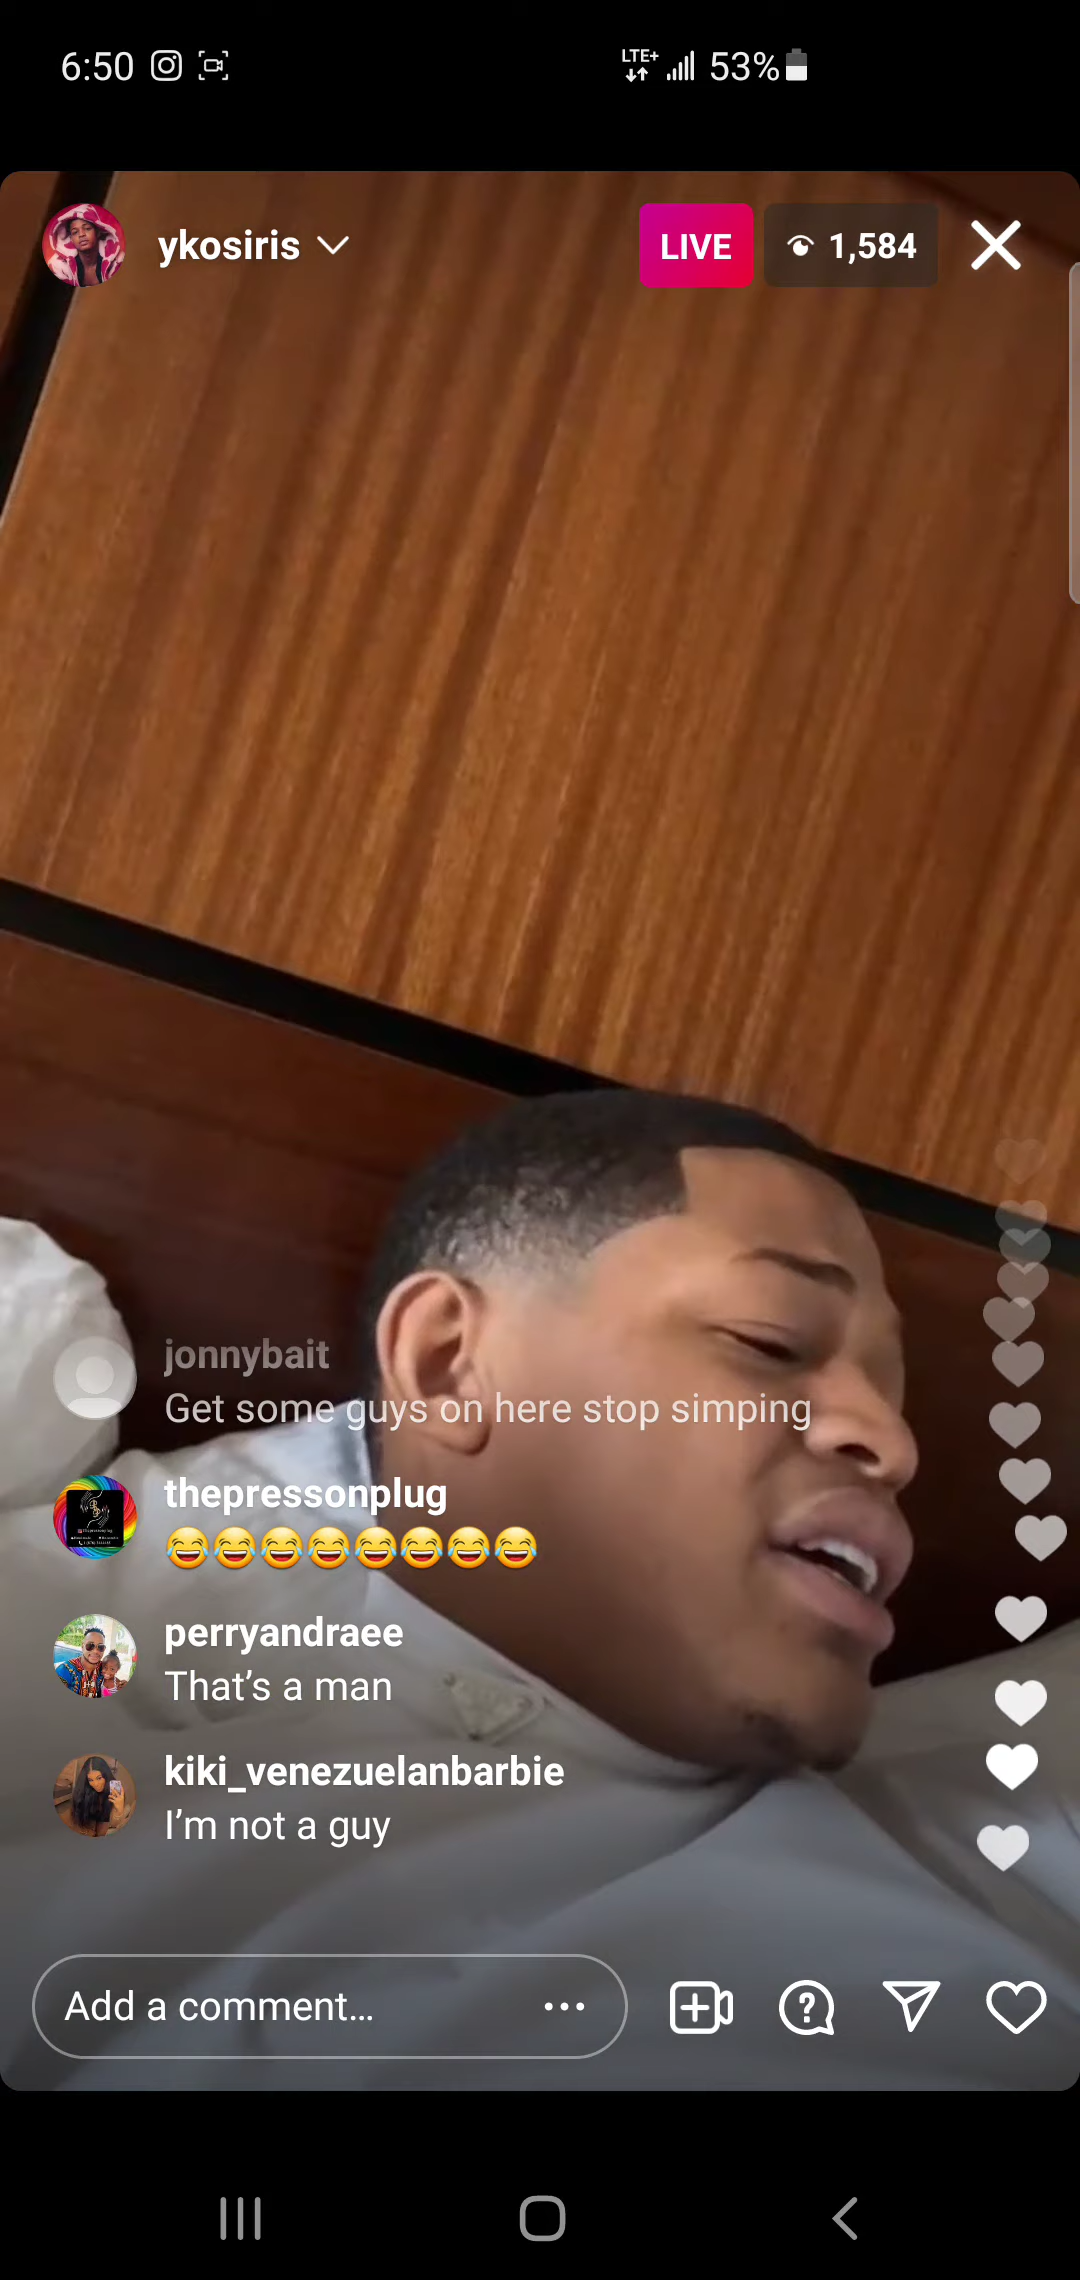 6:50 LTE+ 53%
ykosiris LIVE 1,584
jonnybait
Get some guys on here stop simping
thepressonplug
😂😂😂😂😂😂😂😂
perryandraee
That’s a man
kiki_venezuelanbarbie
I’m not a guy
Add a comment...